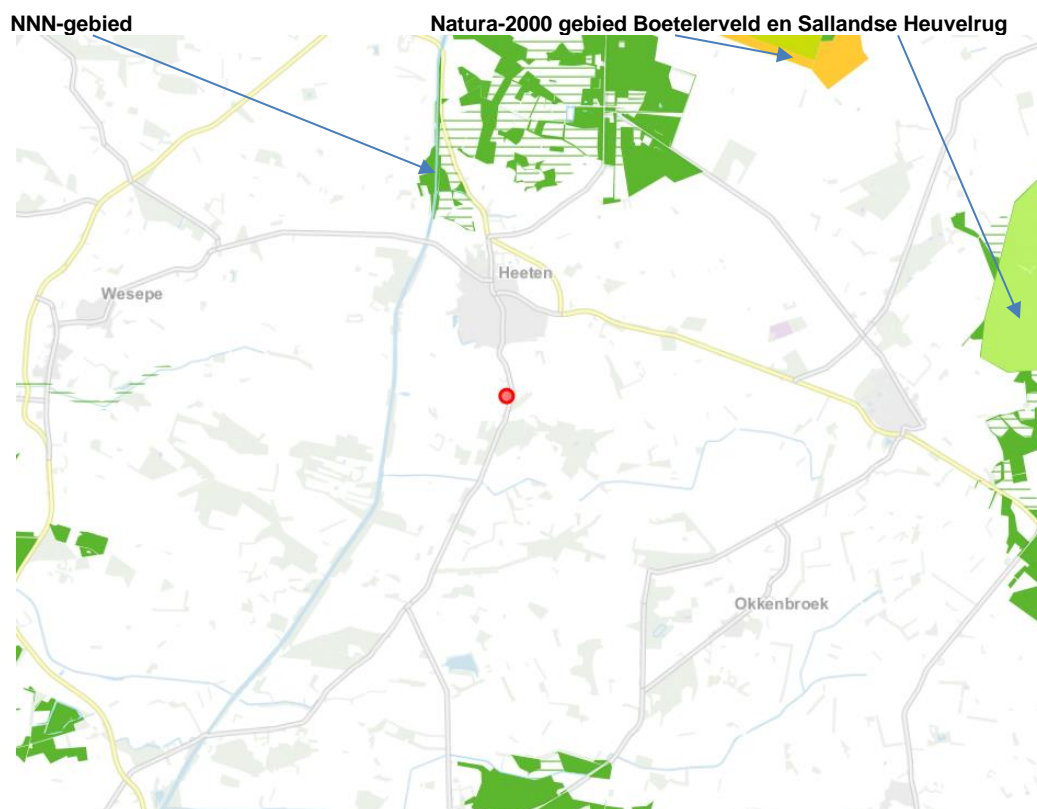 NNN-gebied
Natura-2000 gebied Boetelerveld en Sallandse Heuvelrug
Heeten
Wesepe
Okkenbroek